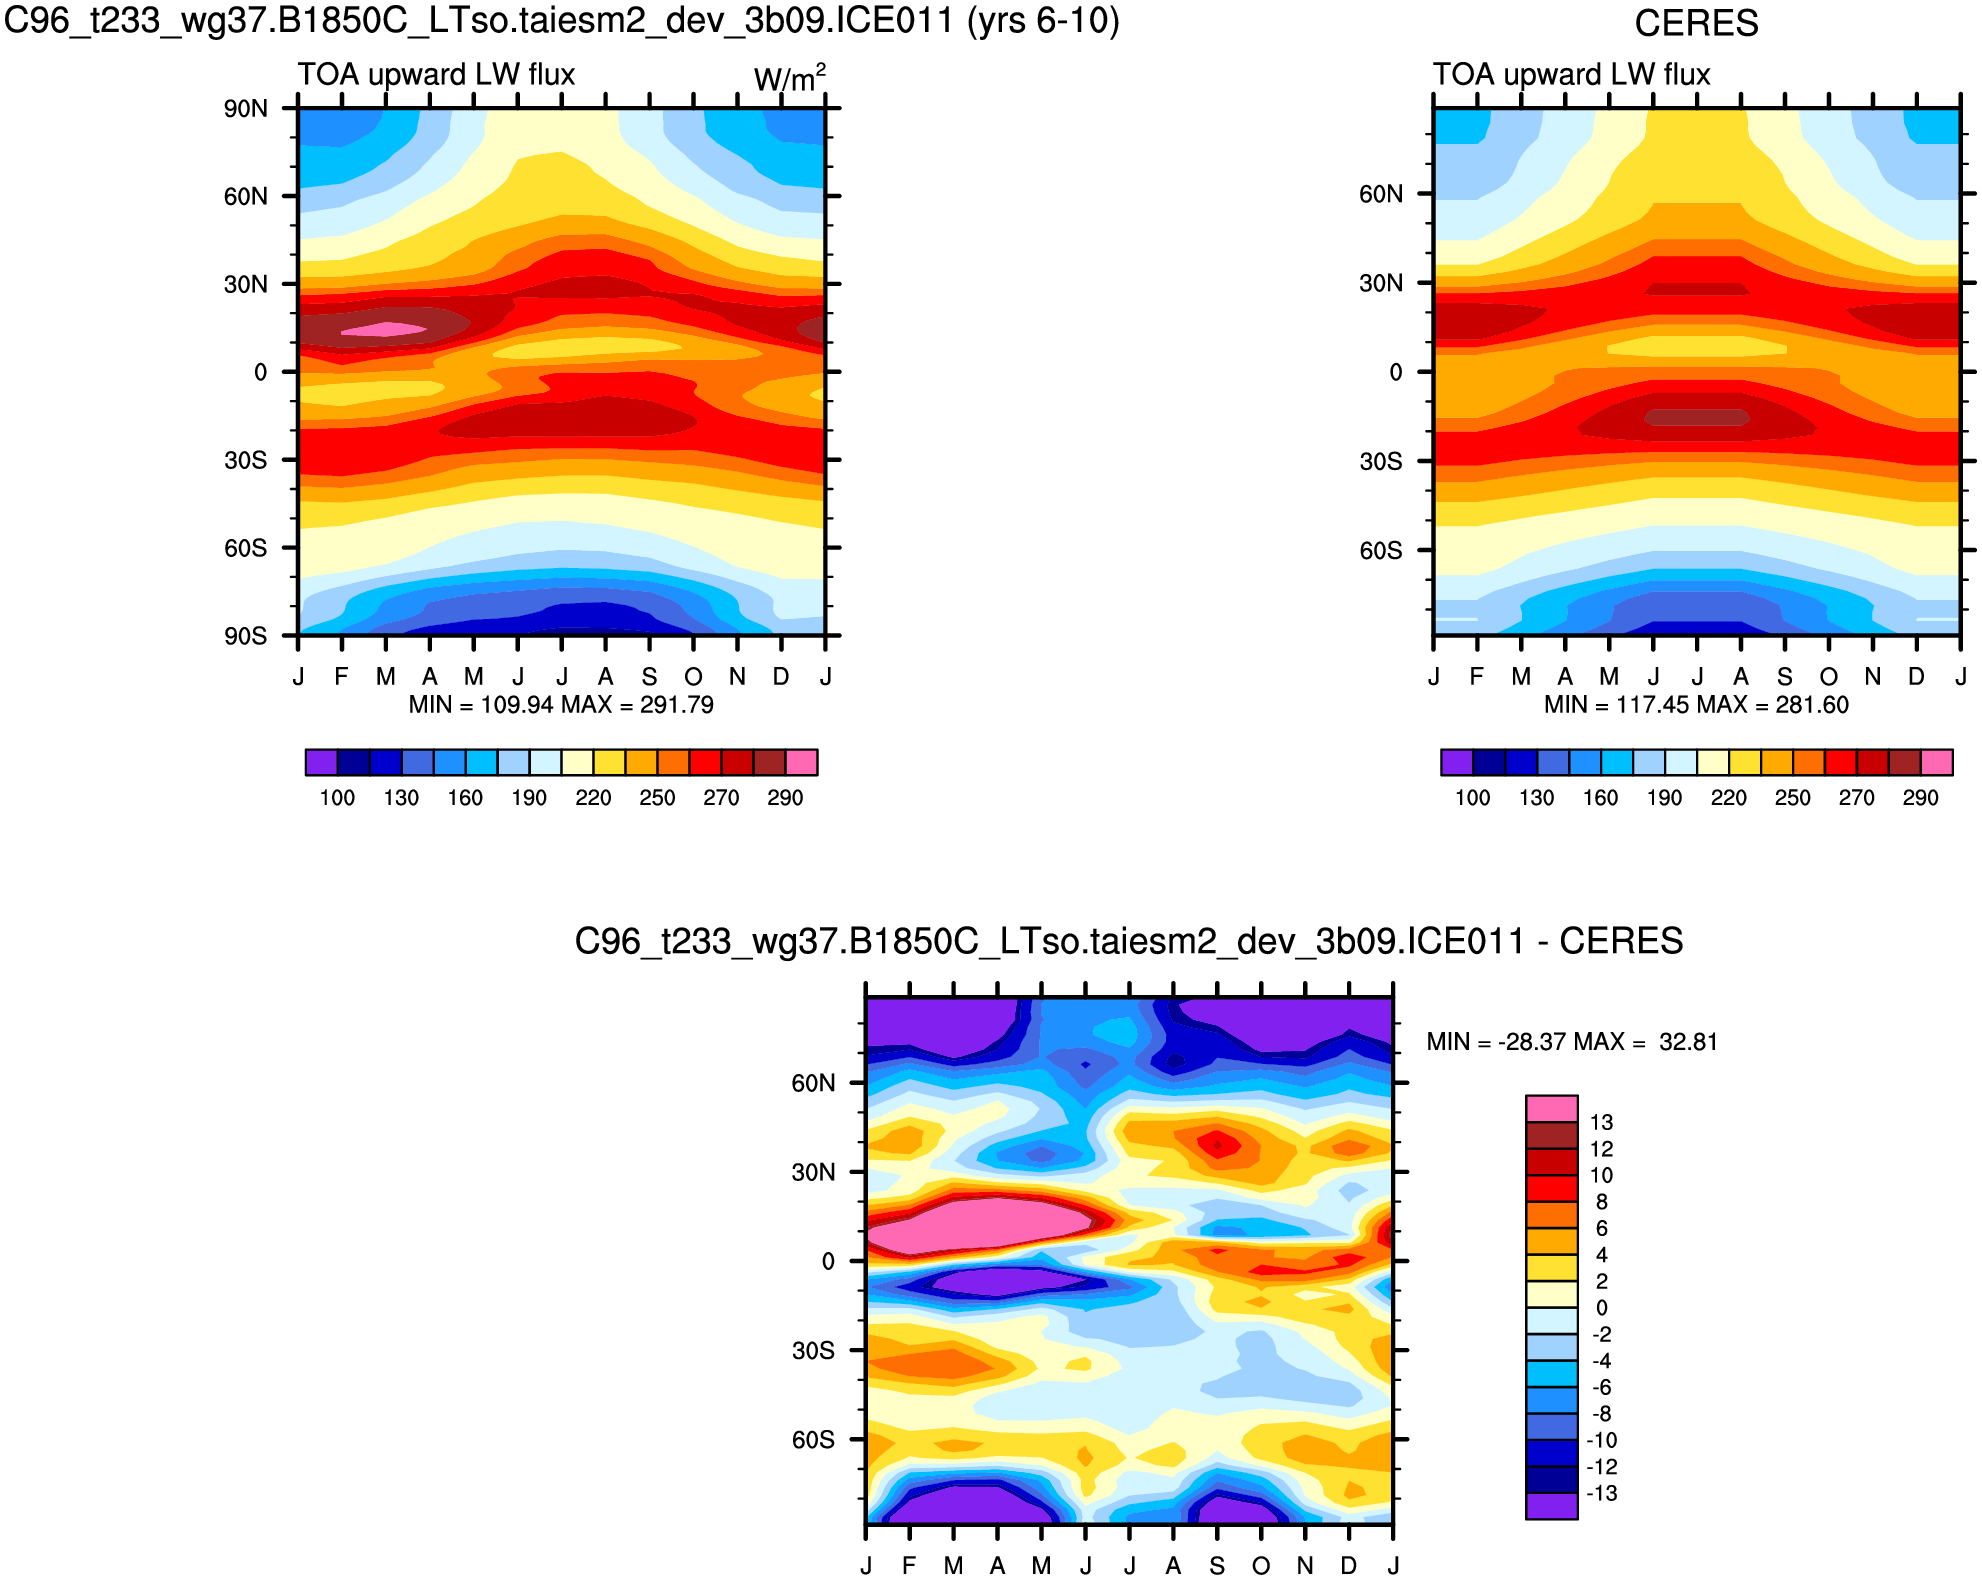 C96_t233_wg37.B1850C_LTso.taiesm2_dev_3b09.ICE011 (yrs 6-10)
TOA upward LW flux W/m2
90N
60N
30N
0
30S
60S
90S
J F M A M J J A S O N D J
MIN = 109.94 MAX = 291.79
100 130 160 190 220 250 270 290
CERES
TOA upward LW flux
60N
30N
0
30S
60S
J F M A M J J A S O N D J
MIN = 117.45 MAX = 281.60
100 130 160 190 220 250 270 290
C96_t233_wg37.B1850C_LTso.taiesm2_dev_3b09.ICE011 - CERES
60N
30N
0
30S
60S
J F M A M J J A S O N D J
MIN = -28.37 MAX = 32.81
13
12
10
8
6
4
2
0
-2
-4
-6
-8
-10
-12
-13